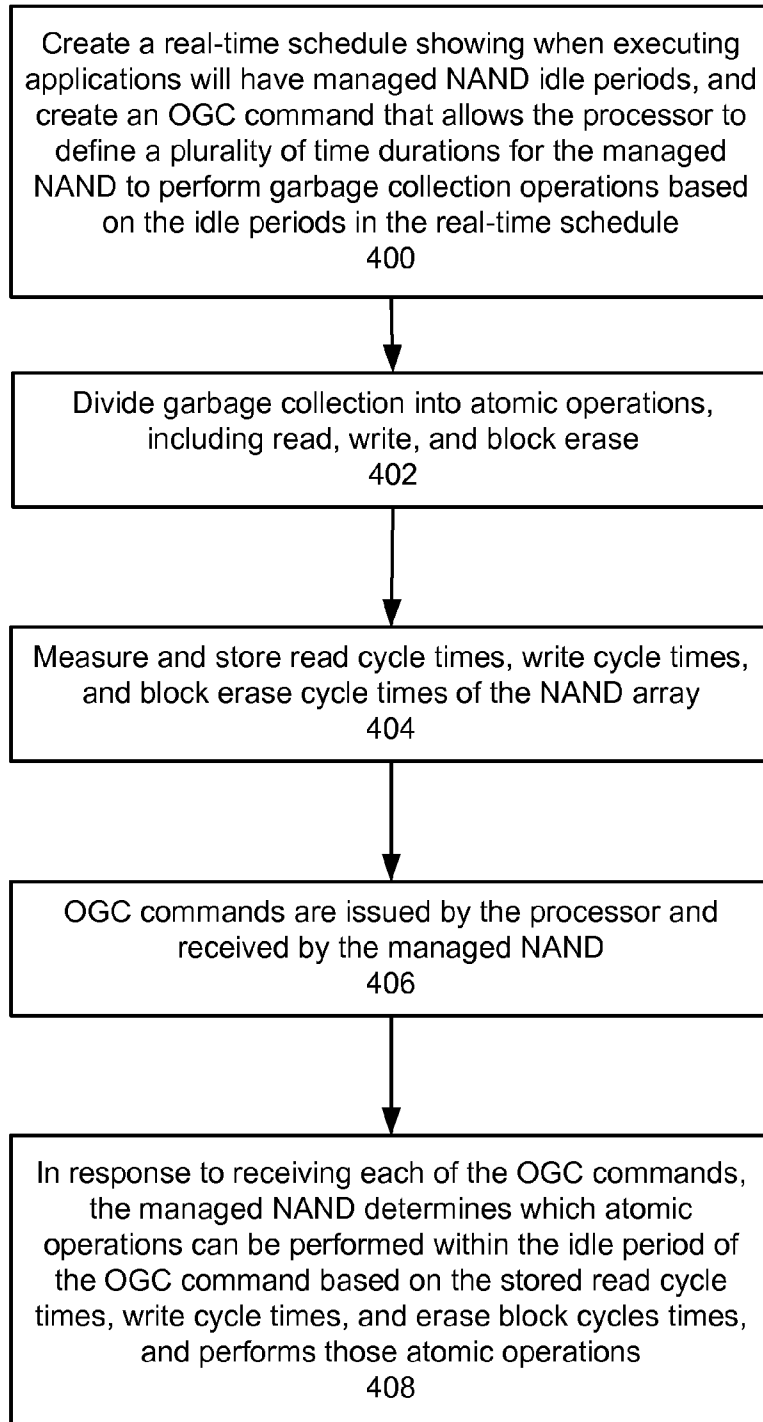 Create a real-time schedule showing when executing
applications will have managed NAND idle periods, and
create an OGC command that allows the processor to
define a plurality of time durations for the managed
NAND to perform garbage collection operations based
on the idle periods in the real-time schedule
400
Divide garbage collection into atomic operations,
including read, write, and block erase
402
Measure and store read cycle times, write cycle times,
and block erase cycle times of the NAND array
404
OGC commands are issued by the processor and
received by the managed NAND
406
In response to receiving each of the OGC commands,
the managed NAND determines which atomic
operations can be performed within the idle period of
the OGC command based on the stored read cycle
times, write cycle times, and erase block cycles times,
and performs those atomic operations
408